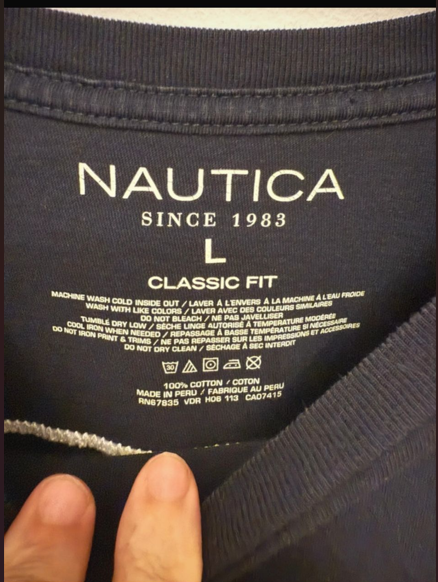 NAUTICA
SINCE 1983
L
CLASSIC FIT
MACHINE WASH COLD INSIDE OUT / LAVER À L'ENVERS À LA MACHINE À L'EAU FROIDE
WASH WITH LIKE COLORS / LAVER AVEC DES COULEURS SIMILAIRES
DO NOT BLEACH / NE PAS JAVELLISER
TUMBLE DRY LOW / SÉCHE LINGE AUTORISÉ À TEMPERATURE MODÉRÉE
COOL IRON WHEN NEEDED / REPASSAGE À BASSE TEMPÉRATURE SI NÉCESSAIRE
DO NOT IRON PRINT & TRIMS / NE PAS REPASSER SUR LES IMPRESSIONS ET ACCESSOIRES
DO NOT DRY CLEAN / SÉCHAGE À SEC INTERDIT
30
100% COTTON / COTON
MADE IN PERU / FABRIQUE AU PERU
RN67835 VDR H06 113 CA07415